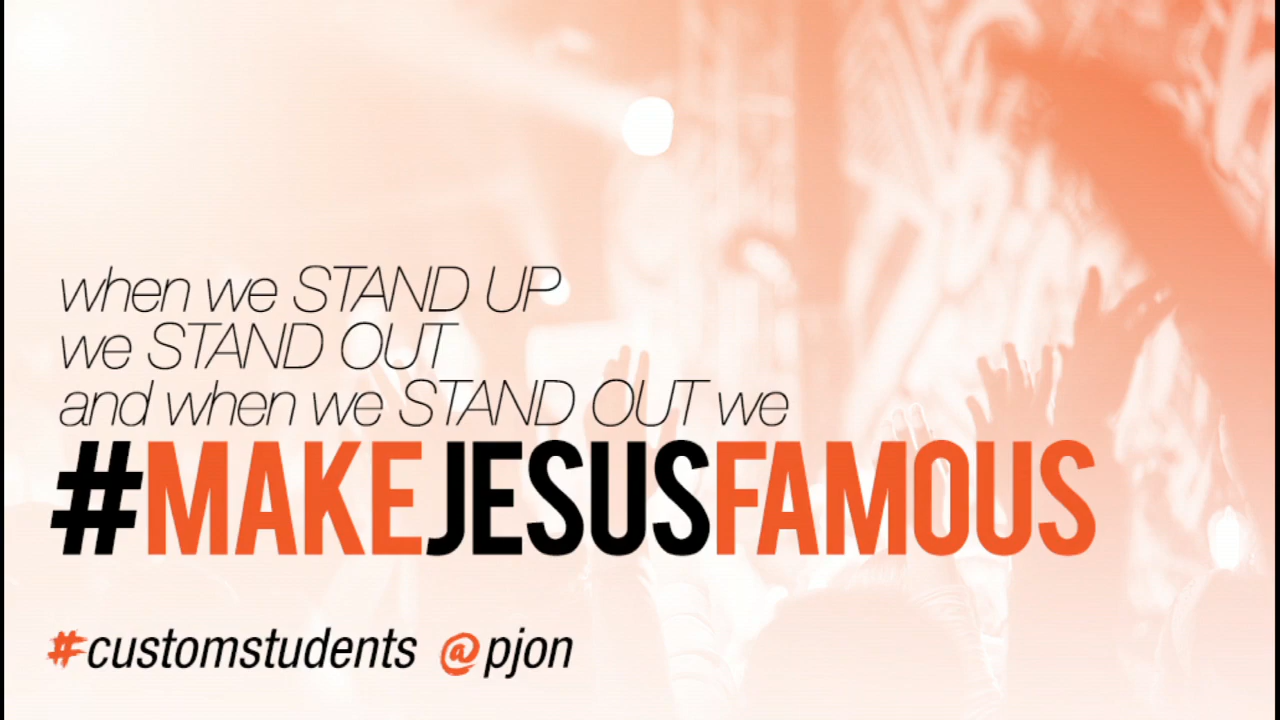 when we STAND UP
we STAND OUT
and when we STAND OUT we
#MAKEJESUSFAMOUS
#customstudents @pjon